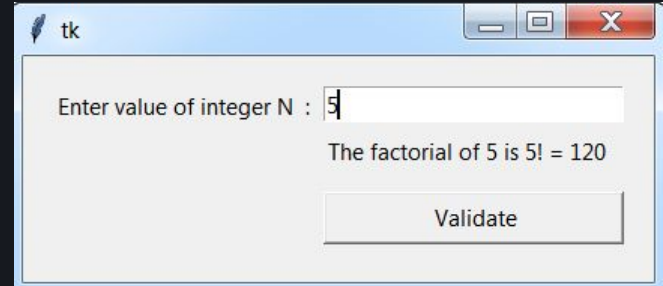 tk
Enter value of integer N :
5
The factorial of 5 is 5! = 120
Validate